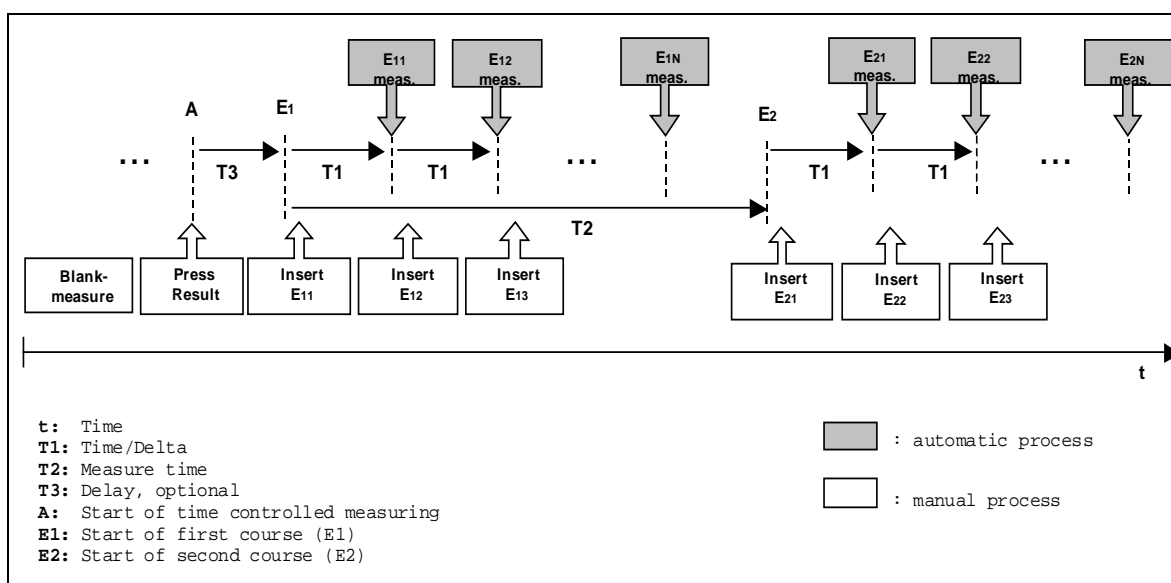 E11 meas.
E12 meas.
E1N meas.
E21 meas.
E22 meas.
E2N meas.
A
E1
E2
...
T3
T1
T1
...
T1
T1
...
T2
Blank-
measure
Press
Result
Insert
E11
Insert
E12
Insert
E13
Insert
E21
Insert
E22
Insert
E23
t
t: Time
T1: Time/Delta
T2: Measure time
T3: Delay, optional
A: Start of time controlled measuring
E1: Start of first course (E1)
E2: Start of second course (E2)
: automatic process
: manual process